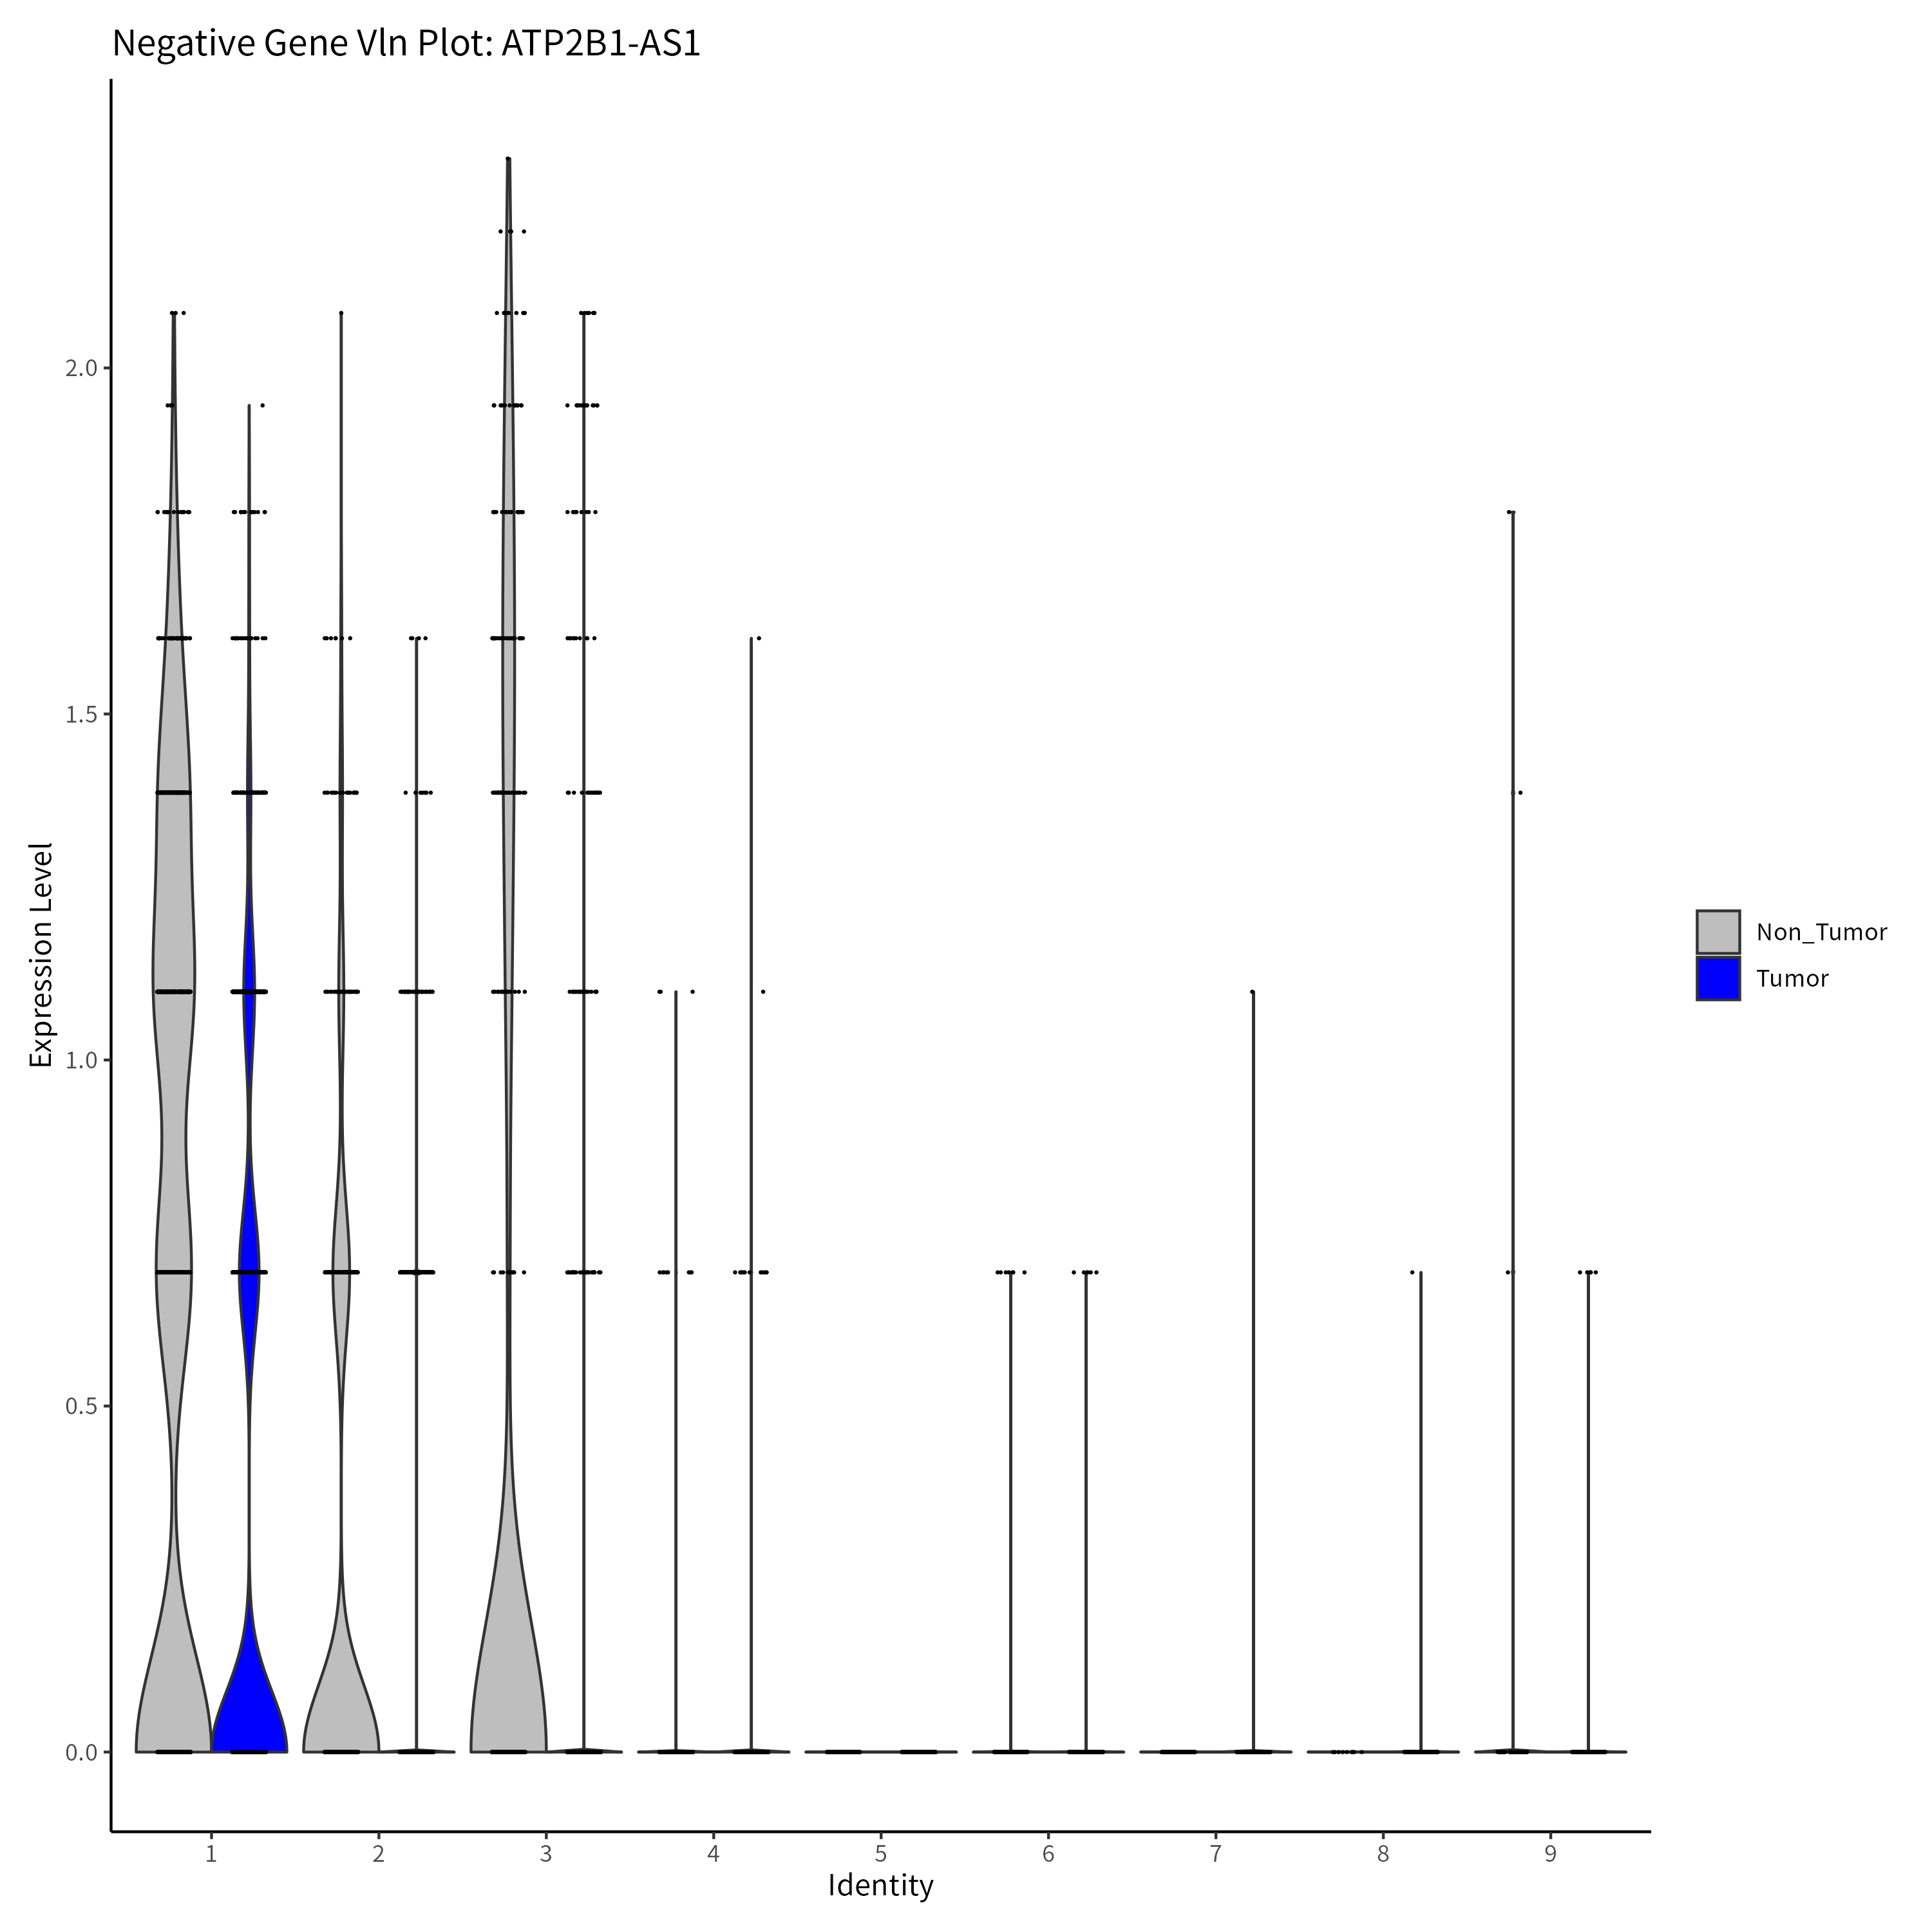 Negative Gene Vln Plot: ATP2B1-AS1
Expression Level
2.0
1.5
1.0
0.5
0.0
1 2 3 4 5 6 7 8 9
Identity
Non_Tumor
Tumor